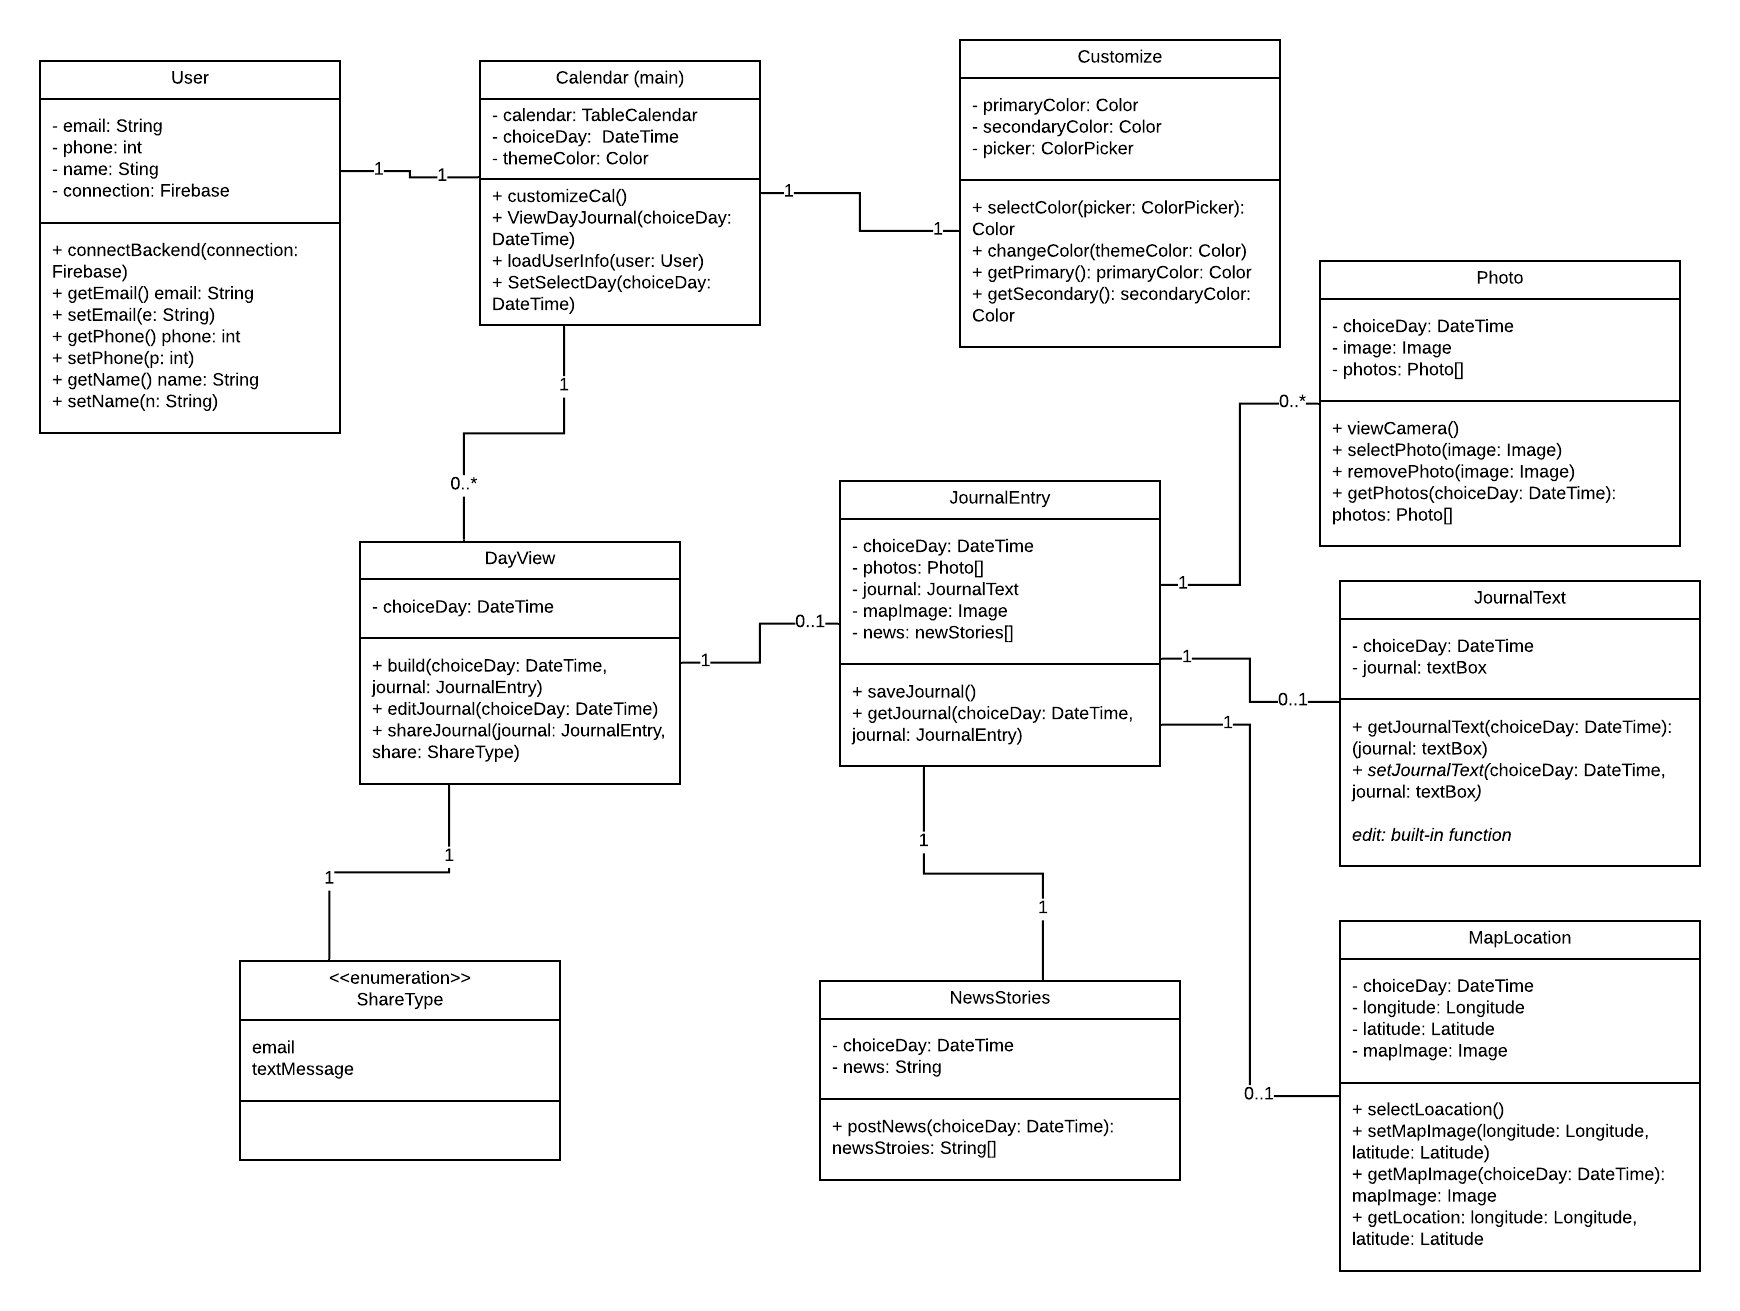 User
- email: String
- phone: int
- name: Sting
- connection: Firebase
+ connectBackend(connection:
Firebase)
+ getEmail() email: String
+ setEmail(e: String)
+ getPhone() phone: int
+ setPhone(p: int)
+ getName() name: String
+ setName(n: String)
1
1
Calendar (main)
- calendar: TableCalendar
- choiceDay:  DateTime
- themeColor: Color
+ customizeCal()
+ ViewDayJournal(choiceDay:
DateTime)
+ loadUserInfo(user: User)
+ SetSelectDay(choiceDay:
DateTime)
1
1
Customize
- primaryColor: Color
- secondaryColor: Color
- picker: ColorPicker
+ selectColor(picker: ColorPicker):
Color
+ changeColor(themeColor: Color)
+ getPrimary(): primaryColor: Color
+ getSecondary(): secondaryColor:
Color
1
0..*
DayView
- choiceDay: DateTime
+ build(choiceDay: DateTime,
journal: JournalEntry)
+ editJournal(choiceDay: DateTime)
+ shareJournal(journal: JournalEntry,
share: ShareType)
1
0..1
JournalEntry
- choiceDay: DateTime
- photos: Photo[]
- journal: JournalText
- mapImage: Image
- news: newStories[]
+ saveJournal()
+ getJournal(choiceDay: DateTime,
journal: JournalEntry)
1
0..*
Photo
- choiceDay: DateTime
- image: Image
- photos: Photo[]
+ viewCamera()
+ selectPhoto(image: Image)
+ removePhoto(image: Image)
+ getPhotos(choiceDay: DateTime):
photos: Photo[]
1
0..1
JournalText
- choiceDay: DateTime
- journal: textBox
+ getJournalText(choiceDay: DateTime):
(journal: textBox)
+ setJournalText(choiceDay: DateTime,
journal: textBox)
edit: built-in function
1
0..1
MapLocation
- choiceDay: DateTime
- longitude: Longitude
- latitude: Latitude
- mapImage: Image
+ selectLoacation()
+ setMapImage(longitude: Longitude,
latitude: Latitude)
+ getMapImage(choiceDay: DateTime):
mapImage: Image
+ getLocation: longitude: Longitude,
latitude: Latitude
1
1
<<enumeration>>
ShareType
email
textMessage
1
1
NewsStories
- choiceDay: DateTime
- news: String
+ postNews(choiceDay: DateTime):
newsStroies: String[]